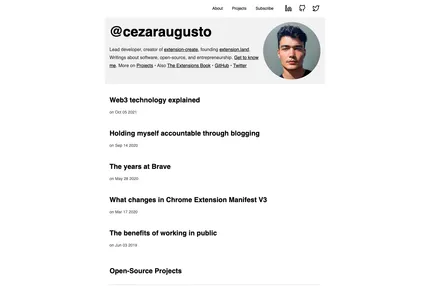 About Projects Subscribe
@cezaraugusto
Lead developer, creator of extension-create, founding extension.land.
Writings about software, open-source, and entrepreneurship. Get to know
me. More on Projects • Also The Extensions Book • GitHub • Twitter
Web3 technology explained
on Oct 05 2021
Holding myself accountable through blogging
on Sep 14 2020
The years at Brave
on May 28 2020
What changes in Chrome Extension Manifest V3
on Mar 17 2020
The benefits of working in public
on Jun 03 2019
Open-Source Projects